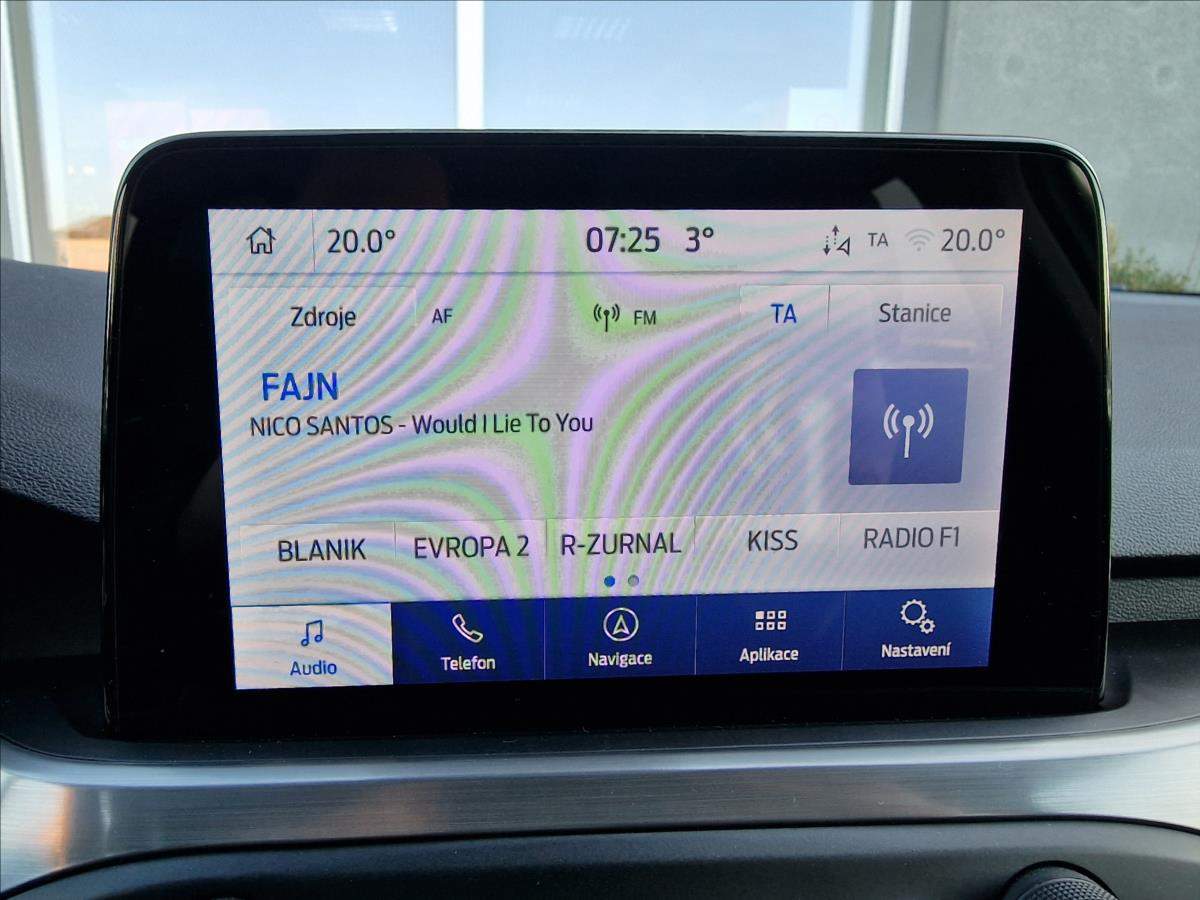 20.0° 07:25 3° TA 20.0°
Zdroje AF FM TA Stanice
FAJN
NICO SANTOS - Would I Lie To You
BLANIK EVROPA 2 R-ZURNAL KISS RADIO F1
Audio Telefon Navigace Aplikace Nastavení